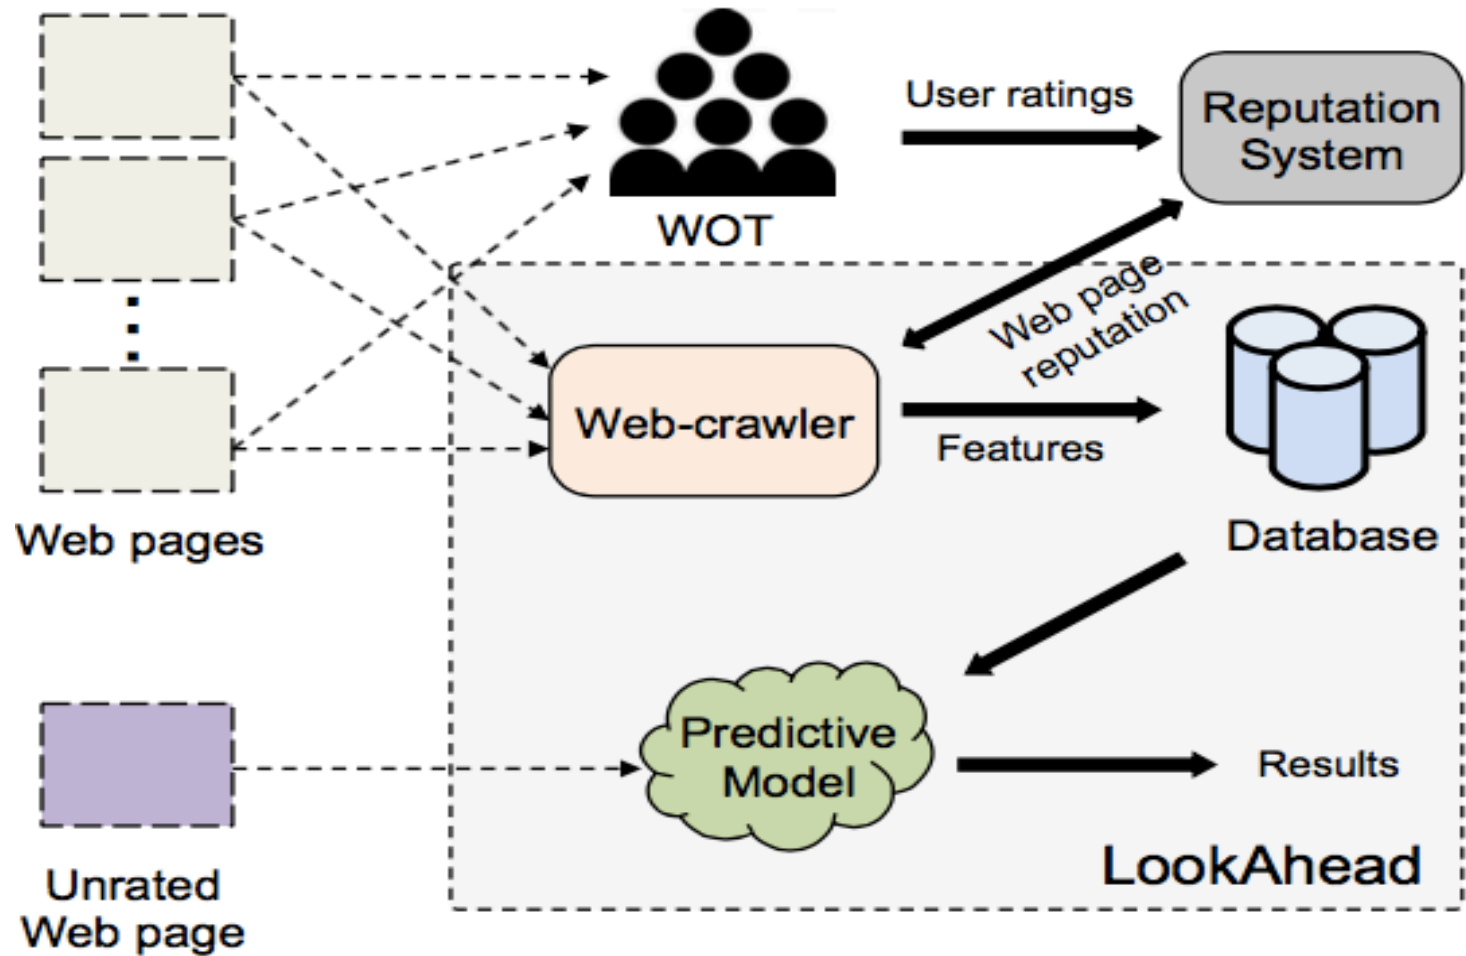 User ratings
Reputation
System
WOT
Web page
reputation
Web-crawler
Features
Web pages
Database
Predictive
Model
Results
LookAhead
Unrated
Web page